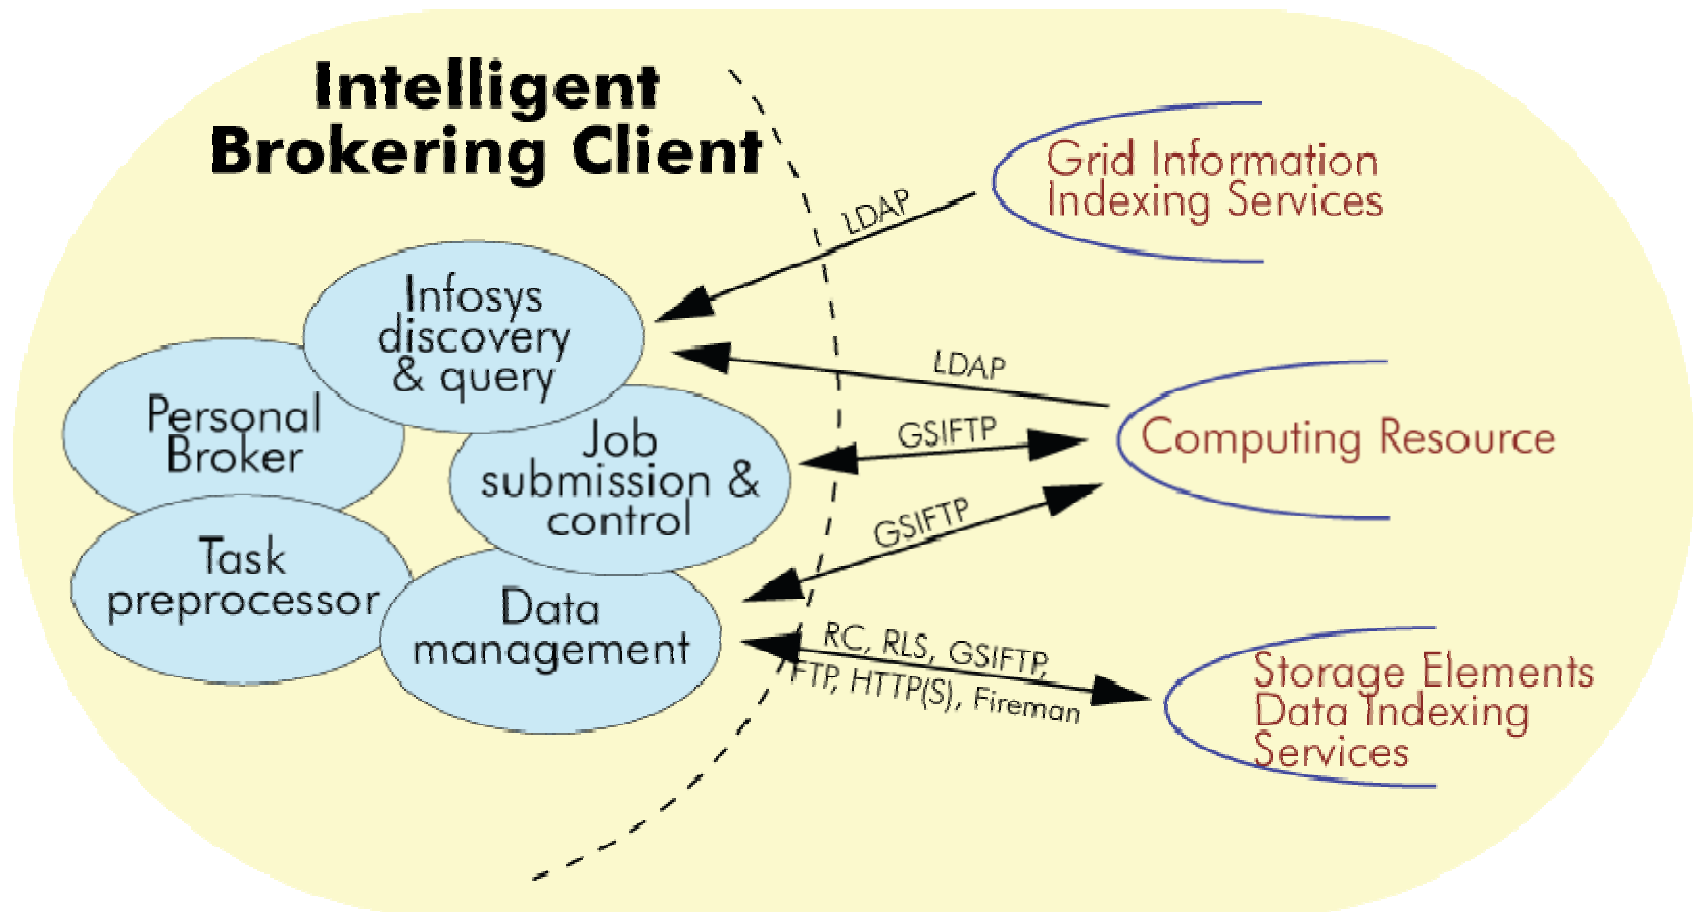 Intelligent
Brokering Client
Grid Information
Indexing Services
LDAP
Infosys
discovery
& query
LDAP
Personal
Broker
Job
submission &
control
GSIFTP
Computing Resource
GSIFTP
Task
preprocessor
Data
management
RC, RLS, GSIFTP,
FTP, HTTP(S), Fireman
Storage Elements
Data Indexing
Services